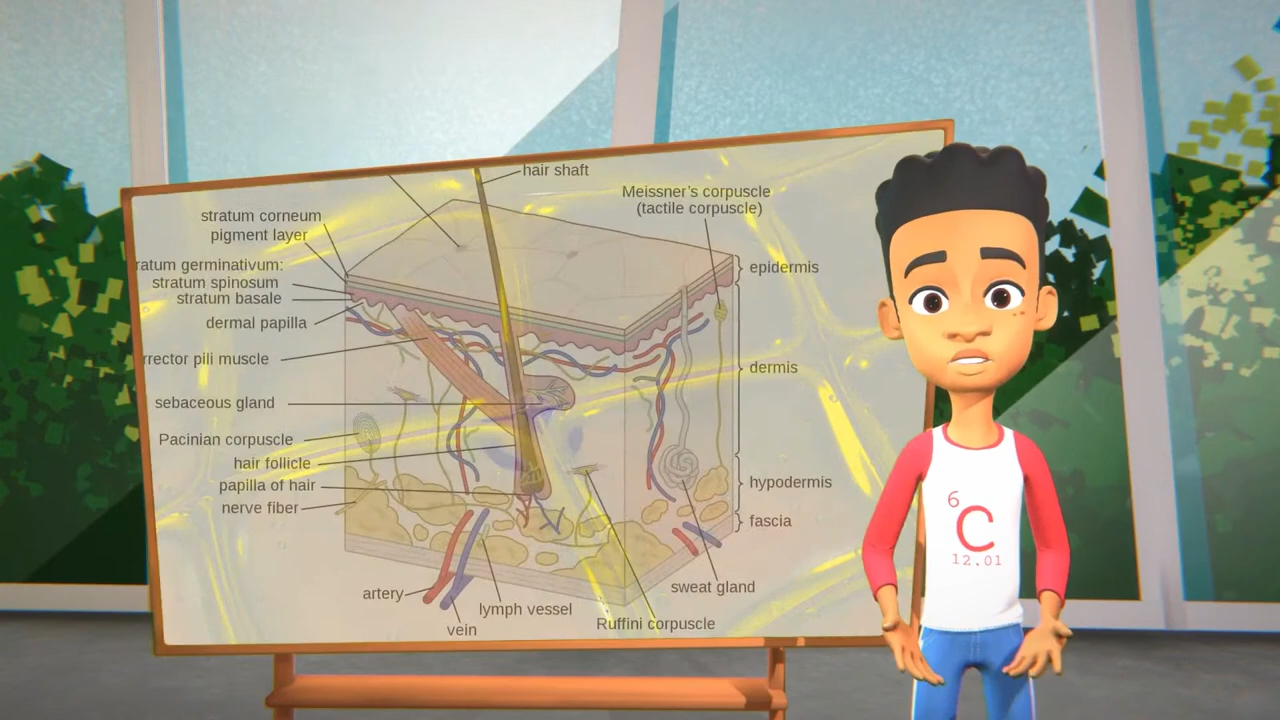 hair shaft
Meissner's corpuscle
(tactile corpuscle)
stratum corneum
pigment layer
ratum germinativum:
stratum spinosum
stratum basale
dermal papilla
rrector pili muscle
sebaceous gland
Pacinian corpuscle
hair follicle
papilla of hair
nerve fiber
epidermis
dermis
hypodermis
fascia
artery
vein
lymph vessel
Ruffini corpuscle
sweat gland
6
C
12.01